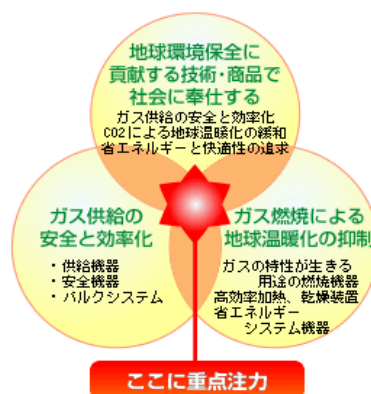 地球環境保全に
貢献する技術・商品で
社会に奉仕する
ガス供給の安全と効率化
CO2による地球温暖化の緩和
省エネルギーと快適性の追求
ガス供給の
安全と効率化
・供給機器
・安全機器
・バルクシステム
ガス燃焼による
地球温暖化の抑制
ガスの特性が生きる
用途の燃焼機器
高効率加熱、乾燥装置
省エネルギー
システム機器
ここに重点注力